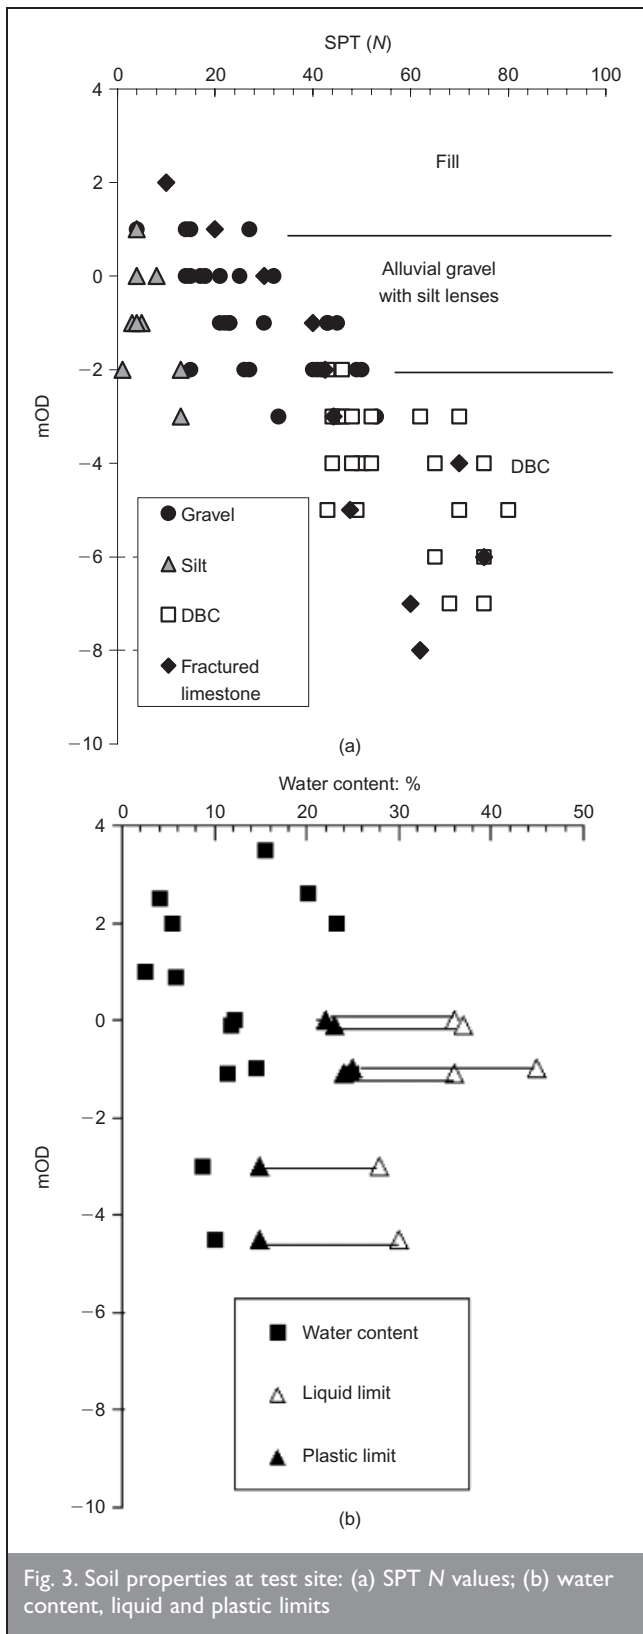 SPT (N)
0 20 40 60 80 100
4
Fill
2
Alluvial gravel
0
with silt lenses
−2
mOD
−4
DBC
Gravel
−6
Silt
DBC
−8
Fractured
limestone
−10
(a)
Water content: %
0 10 20 30 40 50
4
2
0
−2
mOD
−4
−6
Water content
−8
Liquid limit
Plastic limit
−10
(b)
Fig. 3. Soil properties at test site: (a) SPT N values; (b) water
content, liquid and plastic limits